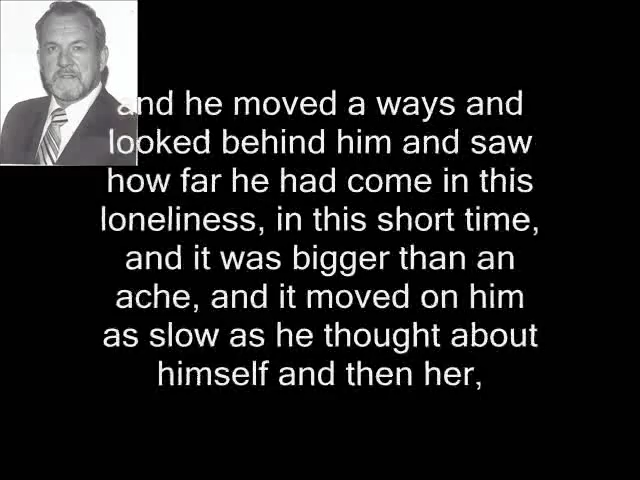 and he moved a ways and
looked behind him and saw
how far he had come in this
loneliness, in this short time,
and it was bigger than an
ache, and it moved on him
as slow as he thought about
himself and then her,